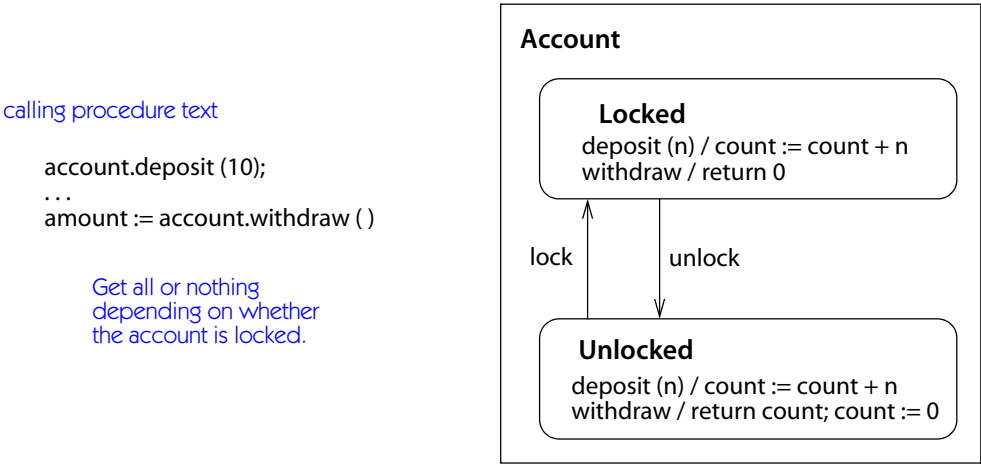 calling procedure text
account.deposit (10);
. . .
amount := account.withdraw ( )
Get all or nothing
depending on whether
the account is locked.
Account
Locked
deposit (n) / count := count + n
withdraw / return 0
lock
unlock
Unlocked
deposit (n) / count := count + n
withdraw / return count; count := 0